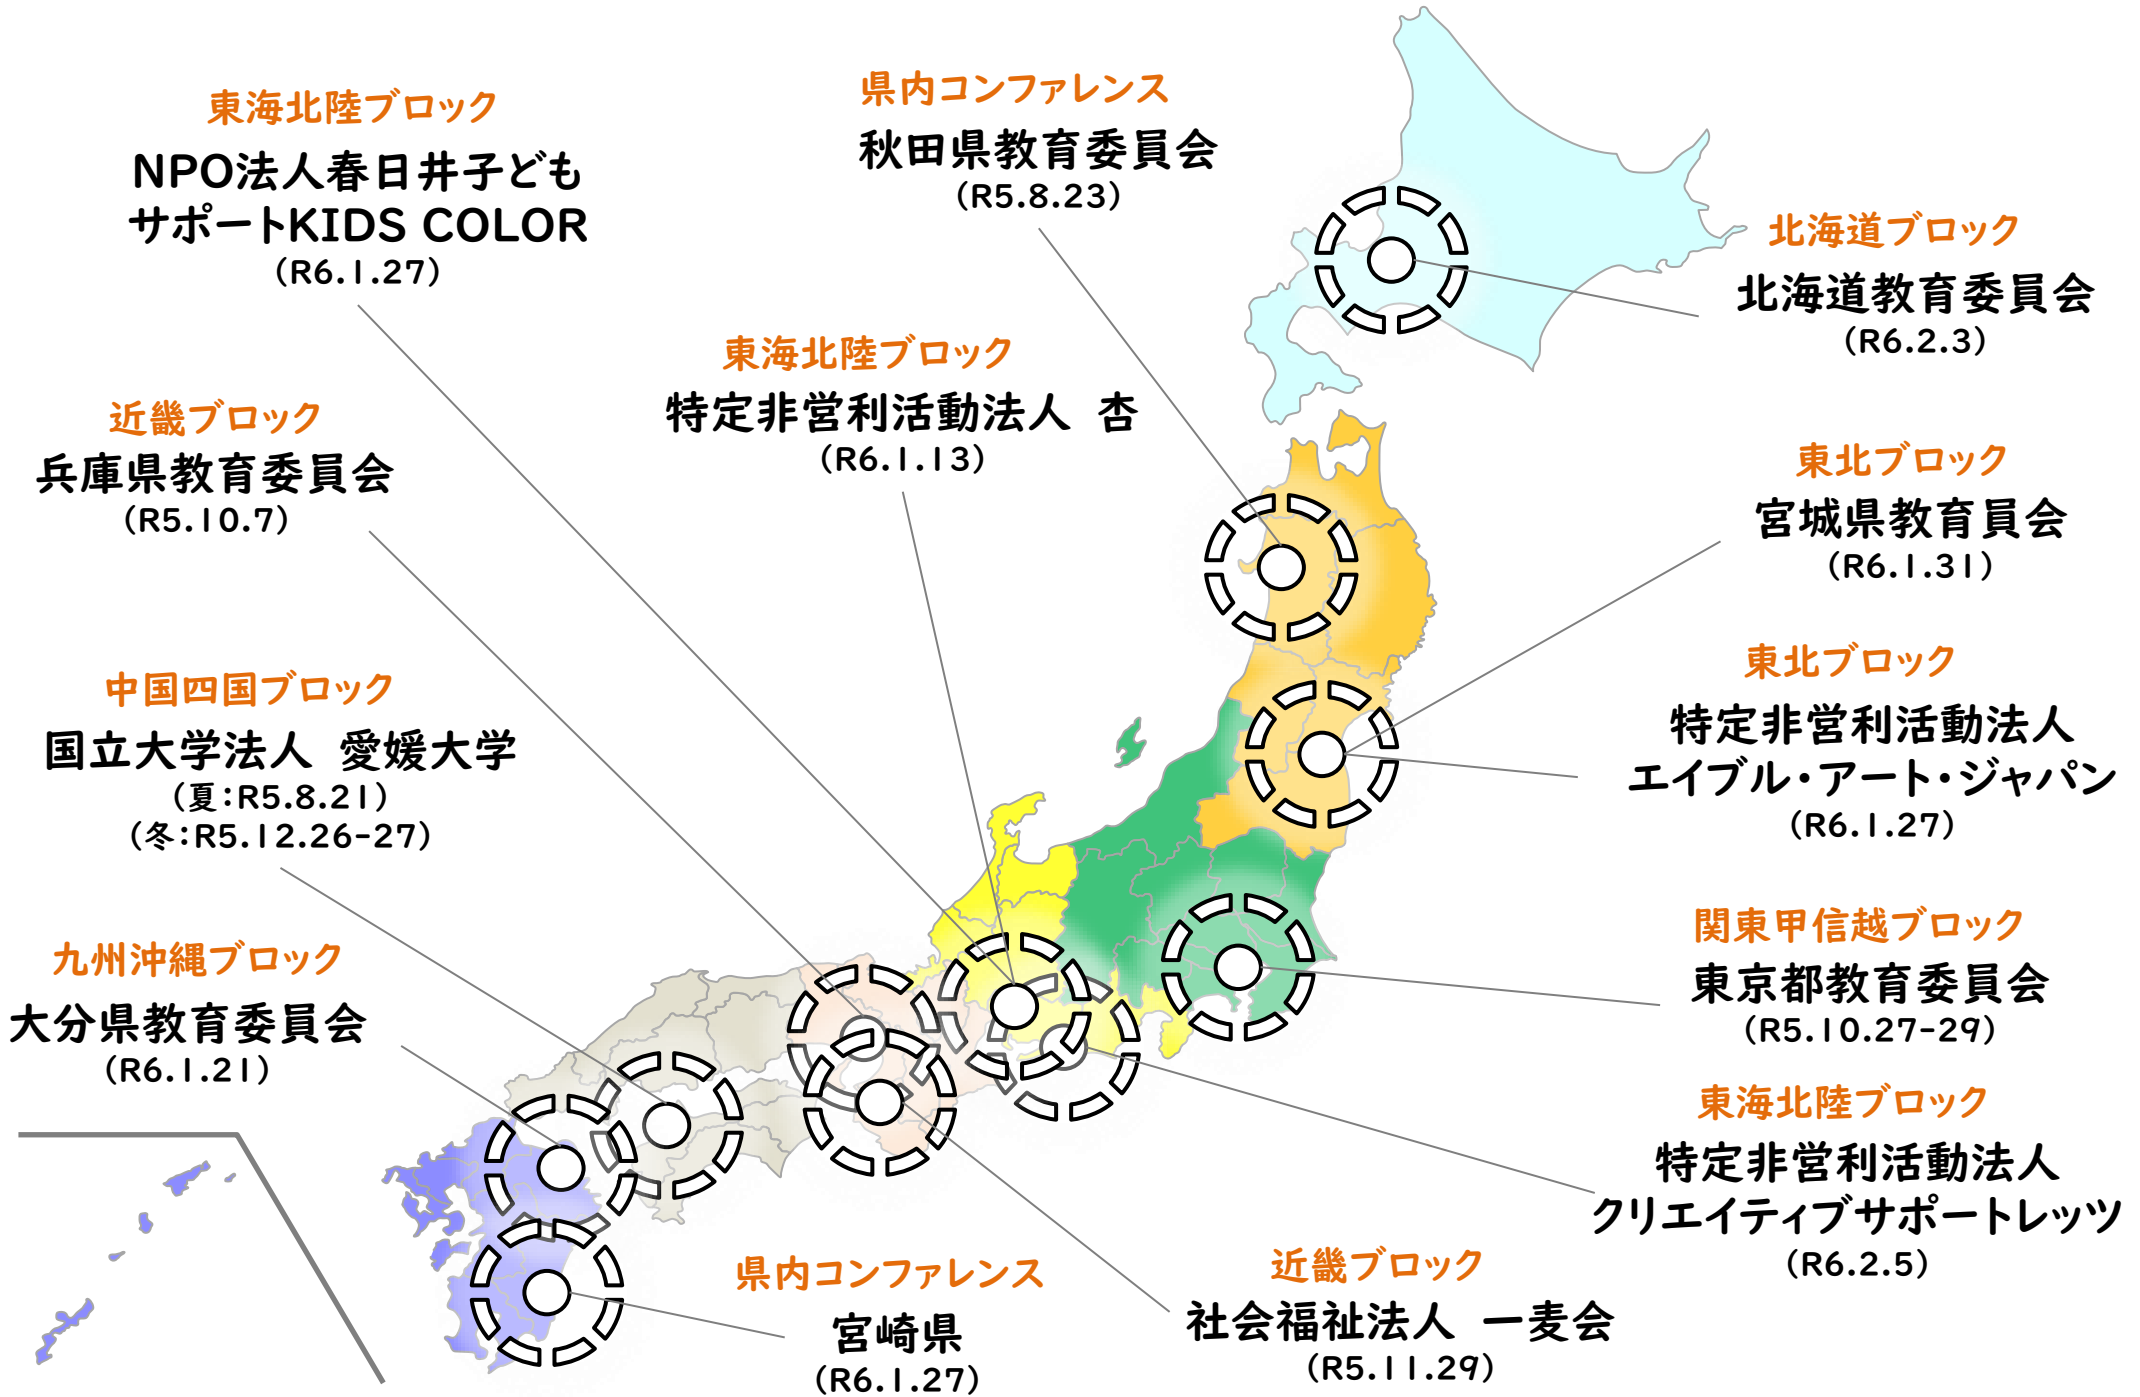 東海北陸ブロック
NPO法人春日井子ども
サポートKIDS COLOR
(R6.1.27)
県内コンファレンス
秋田県教育委員会
(R5.8.23)
北海道ブロック
北海道教育委員会
(R6.2.3)
東海北陸ブロック
特定非営利活動法人 杏
(R6.1.13)
近畿ブロック
兵庫県教育委員会
(R5.10.7)
東北ブロック
宮城県教育員会
(R6.1.31)
中国四国ブロック
国立大学法人 愛媛大学
(夏:R5.8.21)
(冬:R5.12.26-27)
東北ブロック
特定非営利活動法人
エイブル・アート・ジャパン
(R6.1.27)
九州沖縄ブロック
大分県教育委員会
(R6.1.21)
関東甲信越ブロック
東京都教育委員会
(R5.10.27-29)
東海北陸ブロック
特定非営利活動法人
クリエイティブサポートレッツ
(R6.2.5)
県内コンファレンス
宮崎県
(R6.1.27)
近畿ブロック
社会福祉法人 一麦会
(R5.11.29)